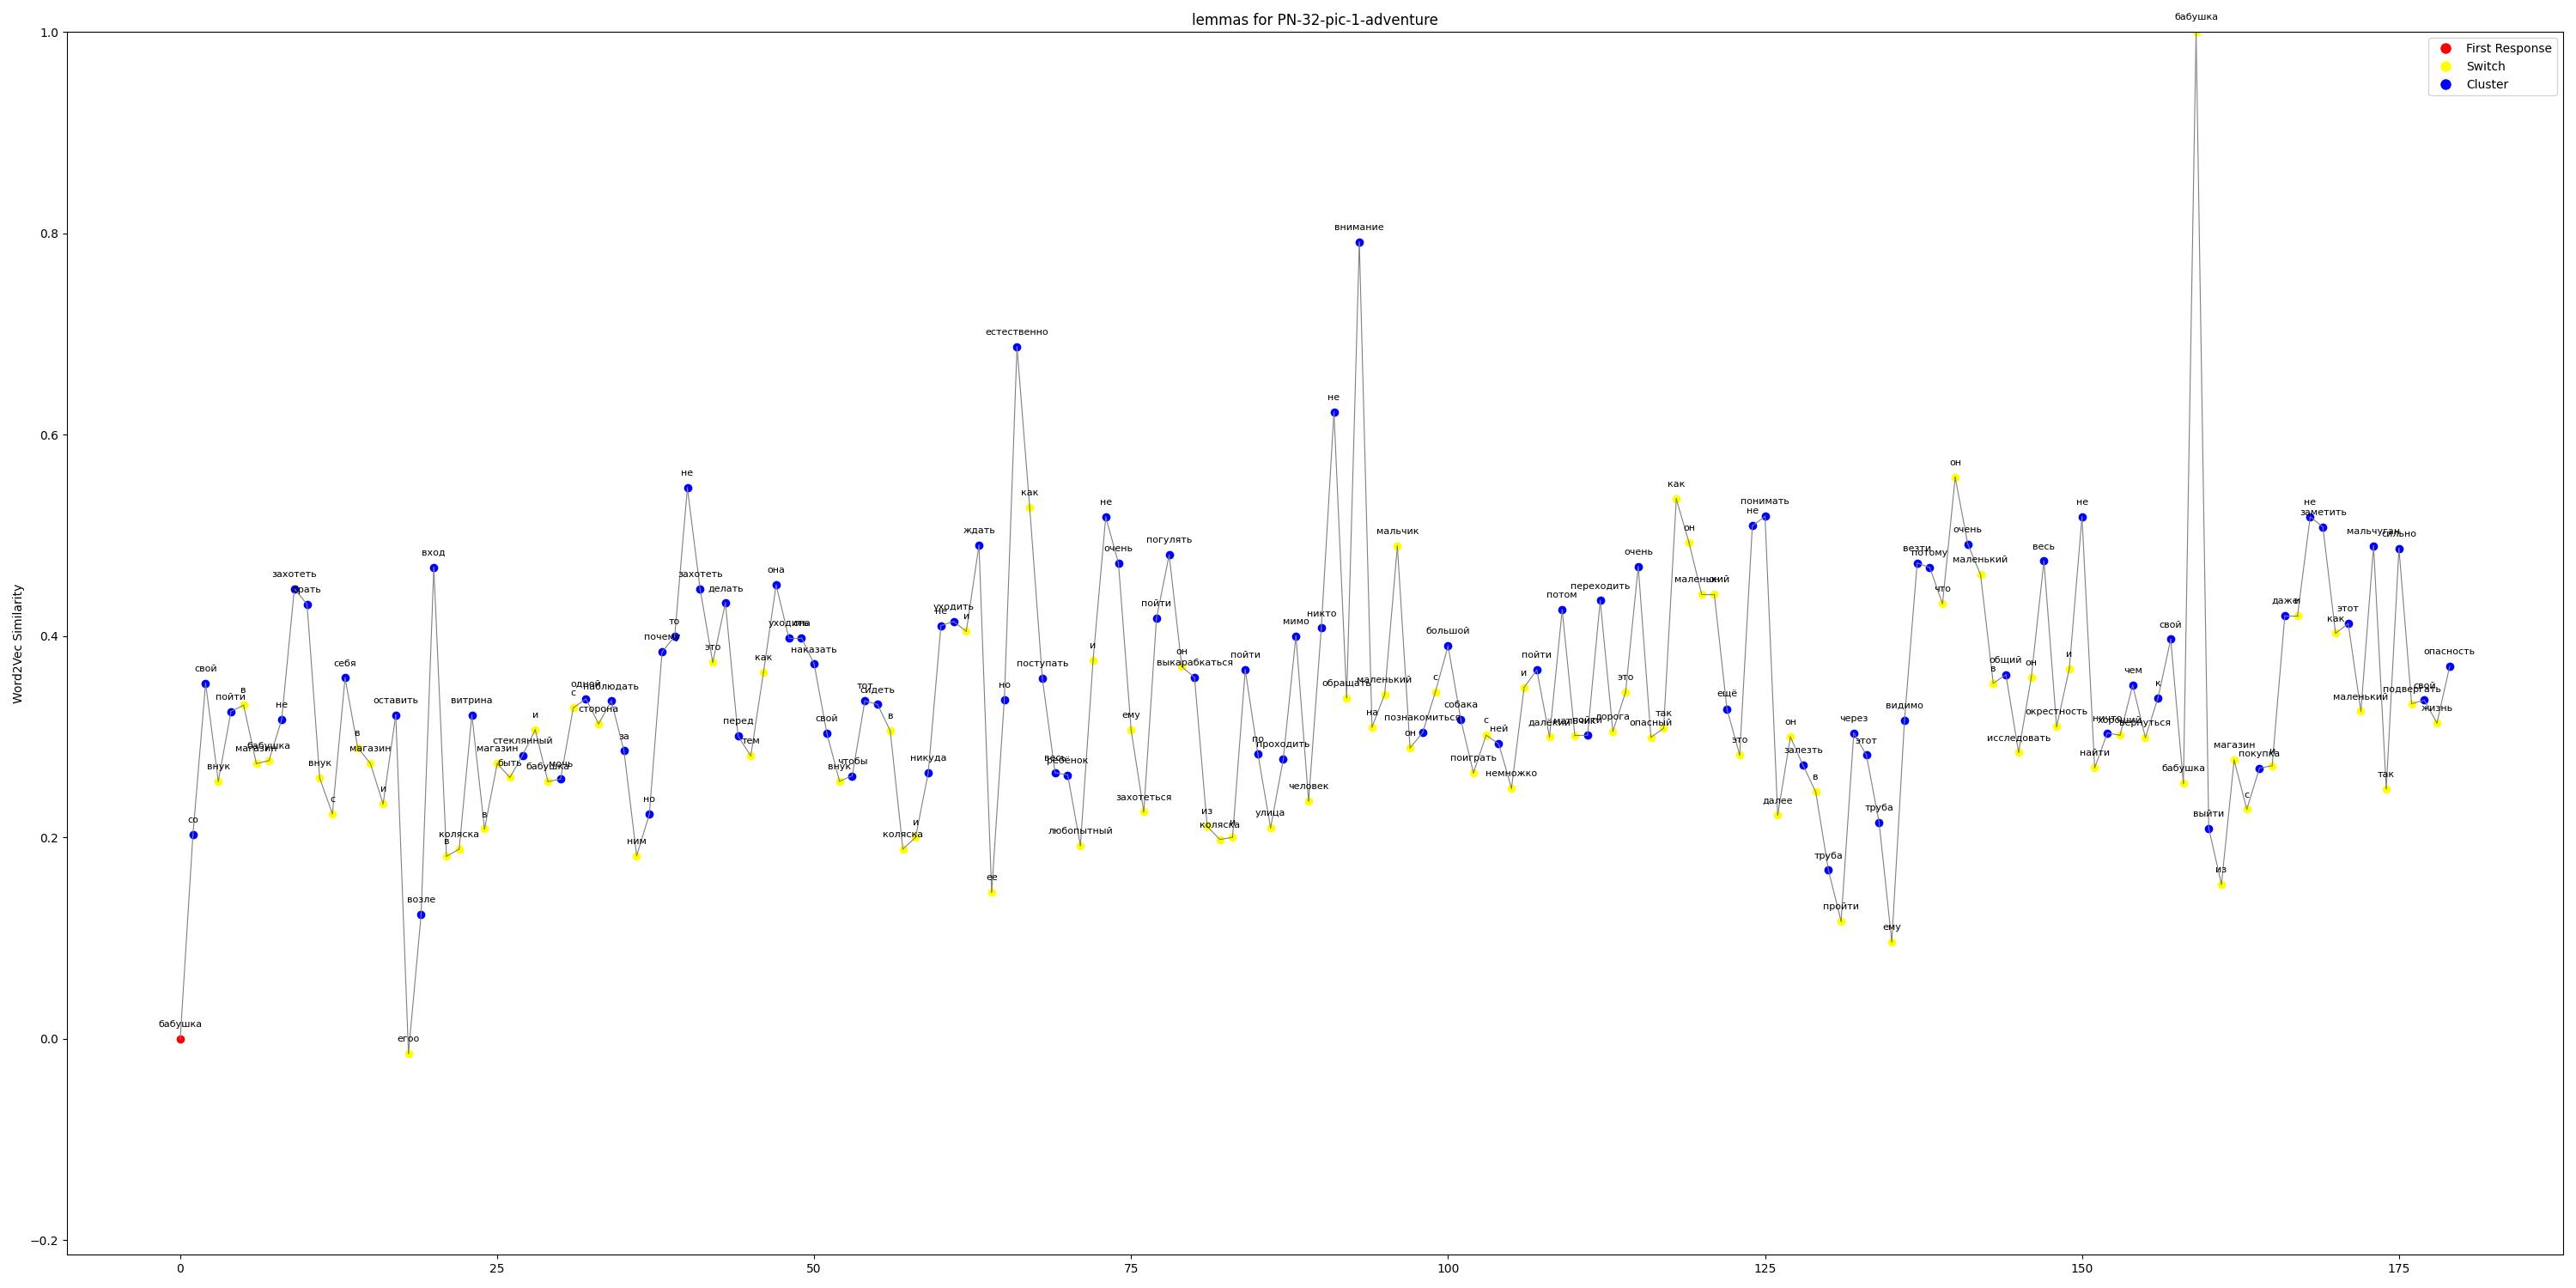 lemmas for PN-32-pic-1-adventure
Word2Vec Similarity
1.0
0.8
0.6
0.4
0.2
0.0
−0.2
0
25
50
75
100
125
150
175
First Response
Switch
Cluster
бабушка
со
свой
внук
пойти
в
магазин
бабушка
не
захотеть
брать
внук
с
себя
в
магазин
и
оставить
егоо
возле
вход
в
коляска
витрина
в
магазин
быть
стеклянный
и
бабушка
мочь
с
одной
сторона
наблюдать
за
ним
но
почему
то
не
захотеть
это
делать
перед
тем
как
она
уходить
она
наказать
свой
внук
чтобы
тот
сидеть
в
коляска
и
никуда
не
уходить
и
ждать
ее
но
естественно
как
поступать
весь
ребенок
любопытный
и
не
очень
ему
захотеться
пойти
погулять
он
выкарабкаться
из
коляска
и
пойти
по
улица
проходить
мимо
человек
никто
не
обращать
внимание
на
маленький
мальчик
он
познакомиться
с
большой
собака
поиграть
с
ней
немножко
и
пойти
далекий
потом
мальчик
пойти
переходить
дорога
это
очень
опасный
так
как
он
маленький
он
ещё
это
не
понимать
далее
он
залезть
в
труба
пройти
через
этот
труба
ему
видимо
везти
потому
что
он
очень
маленький
в
общий
исследовать
он
весь
окрестность
и
не
найти
ничто
хороший
чем
вернуться
к
свой
бабушка
бабушка
выйти
из
магазин
с
покупка
и
даже
и
не
заметить
как
этот
маленький
мальчуган
так
сильно
подвергать
свой
жизнь
опасность